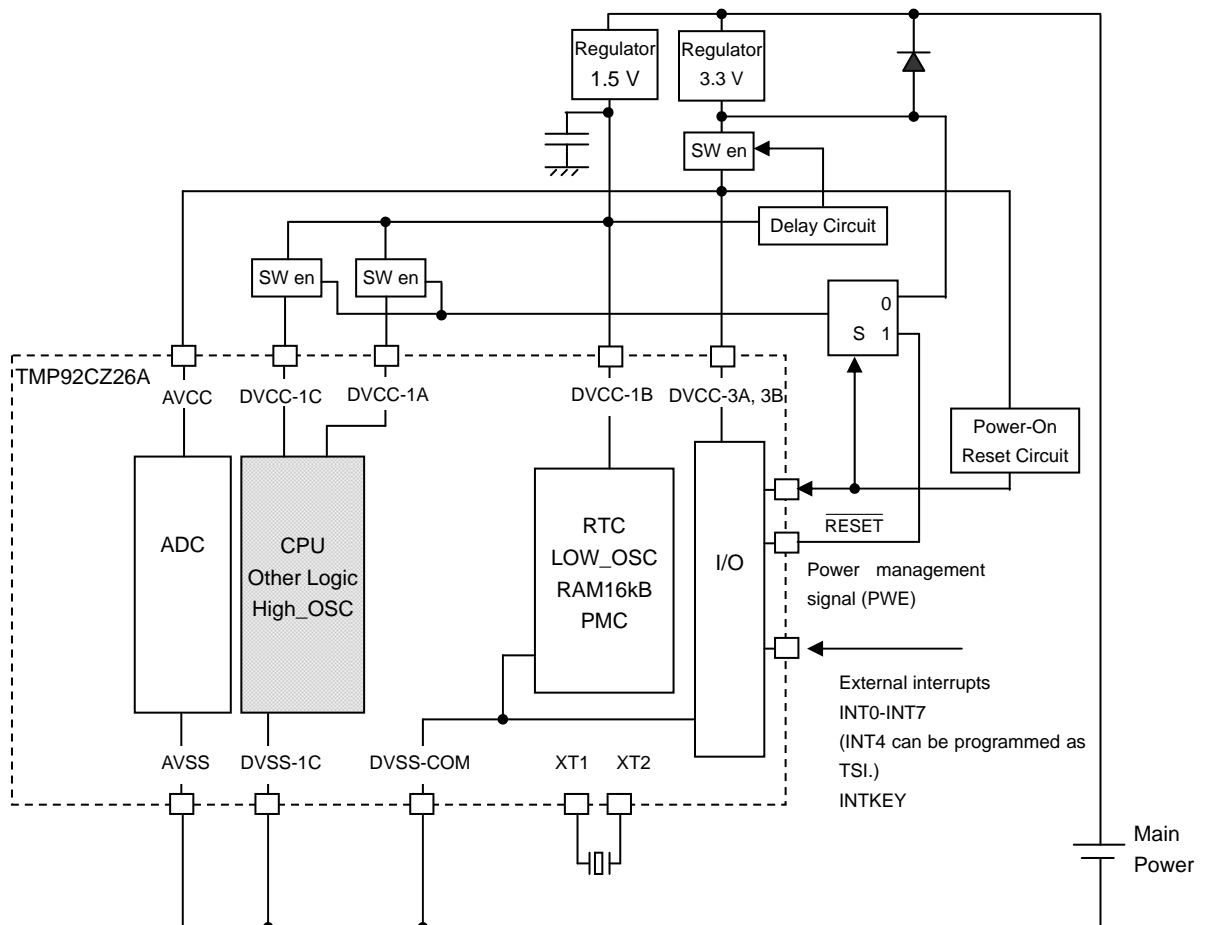 Regulator
1.5 V
Regulator
3.3 V
SW en
Delay Circuit
SW en
SW en
0
S 1
TMP92CZ26A
AVCC
DVCC-1C
DVCC-1A
DVCC-1B
DVCC-3A, 3B
Power-On
Reset Circuit
ADC
CPU
Other Logic
High_OSC
RTC
LOW_OSC
RAM16kB
PMC
I/O
RESET
Power management
signal (PWE)
External interrupts
INT0-INT7
(INT4 can be programmed as
TSI.)
INTKEY
AVSS
DVSS-1C
DVSS-COM
XT1
XT2
Main
Power